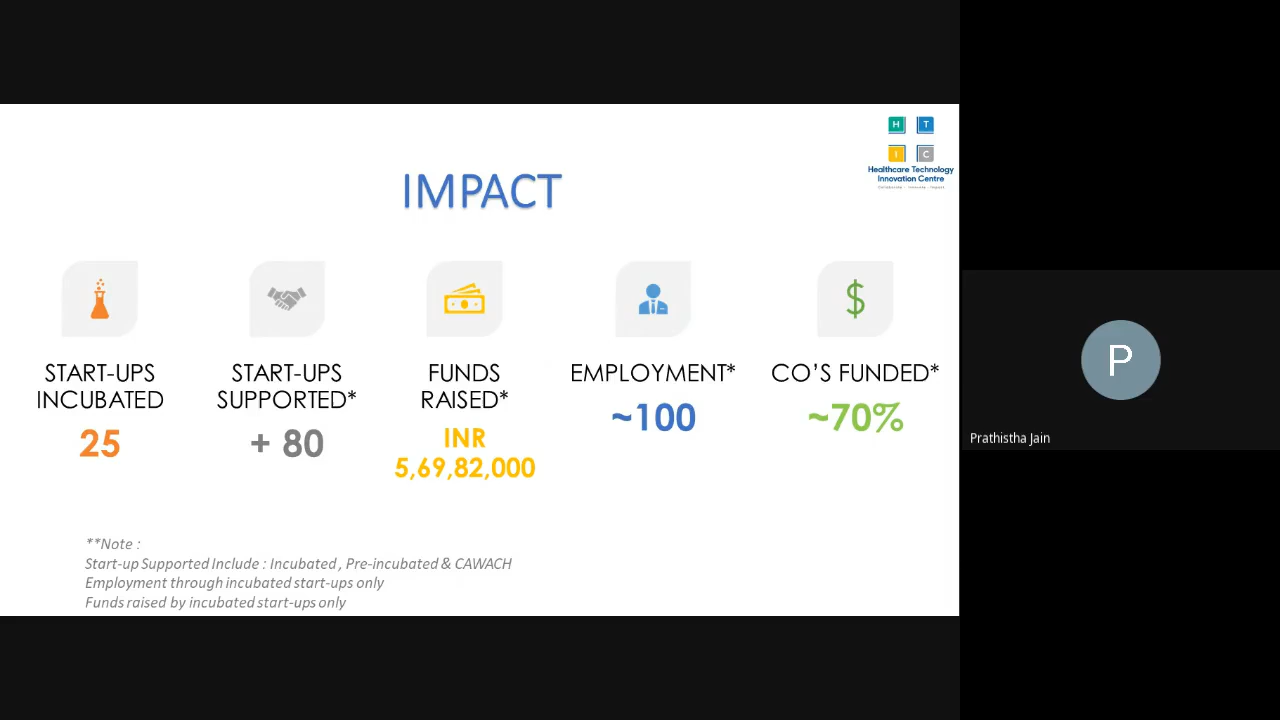 H T
I C
Healthcare Technology
Innovation Centre
IMPACT
START-UPS
INCUBATED
25
START-UPS
SUPPORTED*
+ 80
FUNDS
RAISED*
INR
5,69,82,000
EMPLOYMENT*
~100
CO'S FUNDED*
~70%
**Note :
Start-up Supported Include : Incubated , Pre-incubated & CAWACH
Employment through incubated start-ups only
Funds raised by incubated start-ups only
P
Prathistha Jain